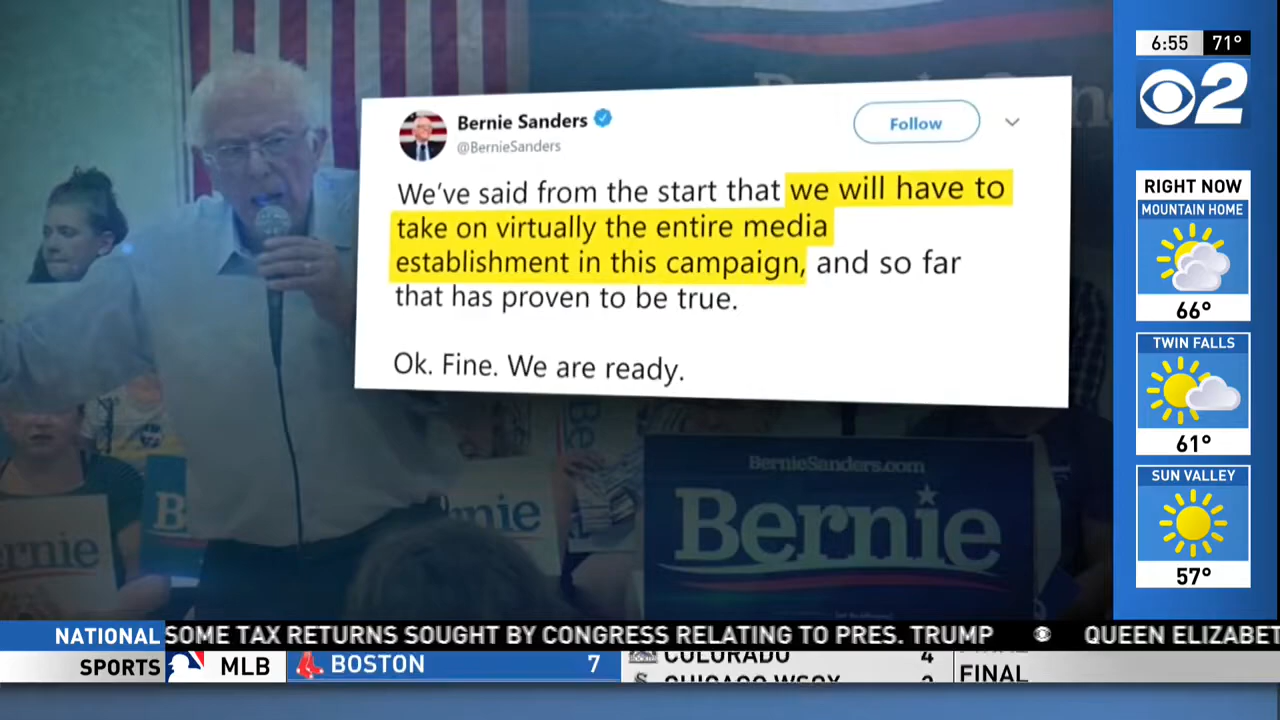 6:55 71°
2
RIGHT NOW
MOUNTAIN HOME
66°
TWIN FALLS
61°
SUN VALLEY
57°
Bernie Sanders
@BernieSanders
Follow
We've said from the start that we will have to
take on virtually the entire media
establishment in this campaign, and so far
that has proven to be true.
Ok. Fine. We are ready.
BernieSanders.com
Bernie
NATIONAL SOME TAX RETURNS SOUGHT BY CONGRESS RELATING TO PRES. TRUMP QUEEN ELIZABET
SPORTS MLB BOSTON 7 COLORADO 4 FINAL